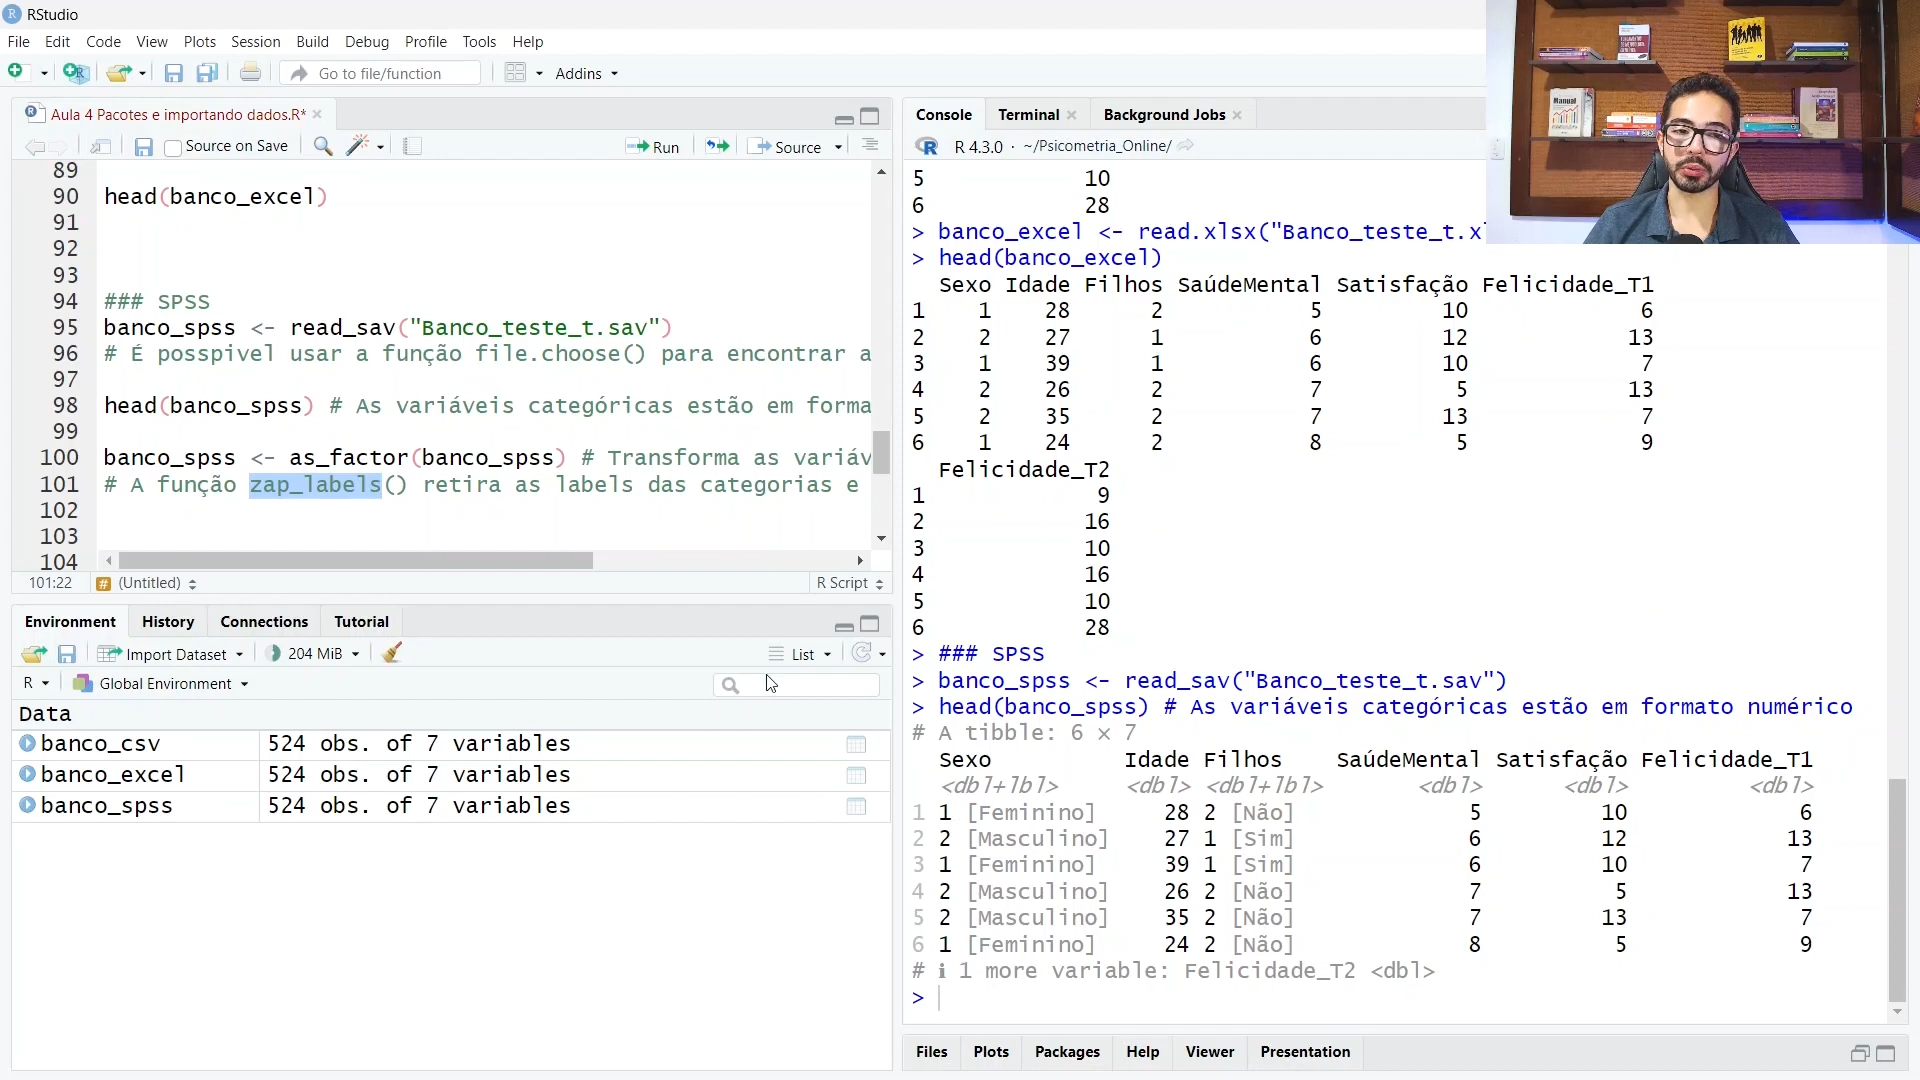 RStudio
File Edit Code View Plots Session Build Debug Profile Tools Help
Go to file/function Addins
Aula 4 Pacotes e importando dados.R*
Source on Save Run Source
89
90 head(banco_excel)
91
92
93
94 ### SPSS
95 banco_spss <- read_sav("Banco_teste_t.sav")
96 # É posspivel usar a função file.choose() para encontrar a
97
98 head(banco_spss) # As variáveis categóricas estão em forma
99
100 banco_spss <- as_factor(banco_spss) # Transforma as variáv
101 # A função zap_labels() retira as labels das categorias e
102
103
104
101:22 # (Untitled) R Script
Environment History Connections Tutorial
Import Dataset 204 MiB List
R Global Environment
Data
banco_csv 524 obs. of 7 variables
banco_excel 524 obs. of 7 variables
banco_spss 524 obs. of 7 variables
Console Terminal Background Jobs
R 4.3.0 · ~/Psicometria_Online/
5 10
6 28
> banco_excel <- read.xlsx("Banco_teste_t.xl
> head(banco_excel)
Sexo Idade Filhos SaúdeMental Satisfação Felicidade_T1
1 1 28 2 5 10 6
2 2 27 1 6 12 13
3 1 39 1 6 10 7
4 2 26 2 7 5 13
5 2 35 2 7 13 7
6 1 24 2 8 5 9
Felicidade_T2
1 9
2 16
3 10
4 16
5 10
6 28
> ### SPSS
> banco_spss <- read_sav("Banco_teste_t.sav")
> head(banco_spss) # As variáveis categóricas estão em formato numérico
# A tibble: 6 × 7
Sexo Idade Filhos SaúdeMental Satisfação Felicidade_T1
<dbl+lbl> <dbl> <dbl+lbl> <dbl> <dbl> <dbl>
1 1 [Feminino] 28 2 [Não] 5 10 6
2 2 [Masculino] 27 1 [Sim] 6 12 13
3 1 [Feminino] 39 1 [Sim] 6 10 7
4 2 [Masculino] 26 2 [Não] 7 5 13
5 2 [Masculino] 35 2 [Não] 7 13 7
6 1 [Feminino] 24 2 [Não] 8 5 9
# ℹ 1 more variable: Felicidade_T2 <dbl>
>
Files Plots Packages Help Viewer Presentation
Manual